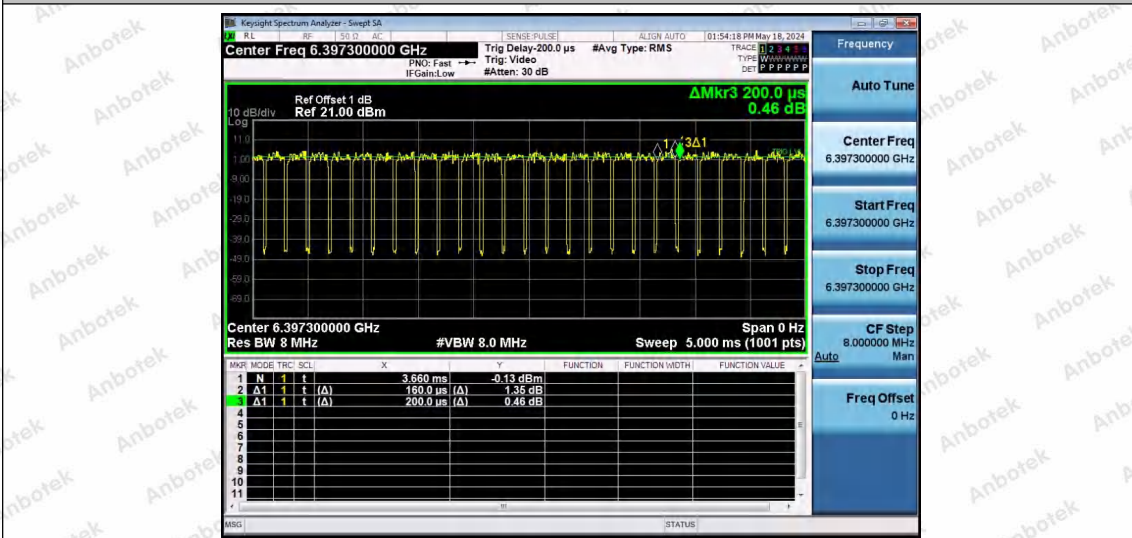 Keysight Spectrum Analyzer - Swept SA
LXI RL RF 50 Ω AC SENSE:PULSE ALIGN AUTO 01:54:18 PM May 18, 2024
Center Freq 6.397300000 GHz
PNO: Fast
IFGain:Low
Trig Delay-200.0 µs
Trig: Video
#Atten: 30 dB
#Avg Type: RMS
TRACE 1 2 3 4 5 6
TYPE WWWWWW
DET P P P P P P
Frequency
Auto Tune
Center Freq
6.397300000 GHz
Start Freq
6.397300000 GHz
Stop Freq
6.397300000 GHz
CF Step
8.000000 MHz
Auto Man
Freq Offset
0 Hz
ΔMkr3 200.0 µs
0.46 dB
Ref Offset 1 dB
10 dB/div Ref 21.00 dBm
Log
11.0
1.00
-9.00
-19.0
-29.0
-39.0
-49.0
-59.0
-69.0
1
3Δ1
Center 6.397300000 GHz Span 0 Hz
Res BW 8 MHz #VBW 8.0 MHz Sweep 5.000 ms (1001 pts)
MKR MODE TRC SCL X Y FUNCTION FUNCTION WIDTH FUNCTION VALUE
1 N 1 t 3.660 ms -0.13 dBm
2 Δ1 1 t (Δ) 160.0 µs (Δ) 1.35 dB
3 Δ1 1 t (Δ) 200.0 µs (Δ) 0.46 dB
4
5
6
7
8
9
10
11
MSG STATUS
Anbotek